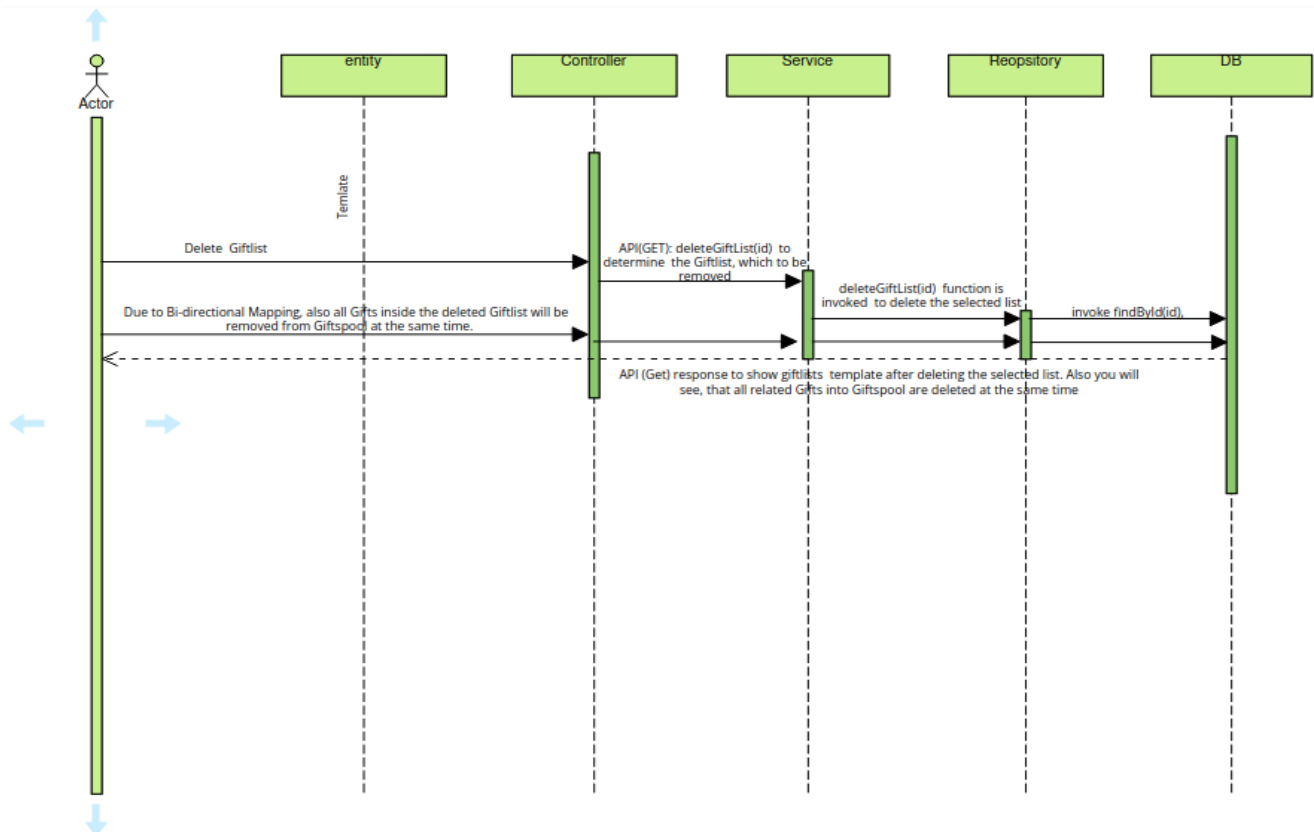 entity
Controller
Service
Reopsitory
DB
Actor
Temlate
Delete Giftlist
API(GET): deleteGiftList(id) to
determine the Giftlist, which to be
removed
deleteGiftList(id) function is
invoked to delete the selected list
invoke findById(id),
Due to Bi-directional Mapping, also all Gifts inside the deleted Giftlist will be
removed from Giftspool at the same time.
API (Get) response to show giftlists template after deleting the selected list. Also you will
see, that all related Gifts into Giftspool are deleted at the same time